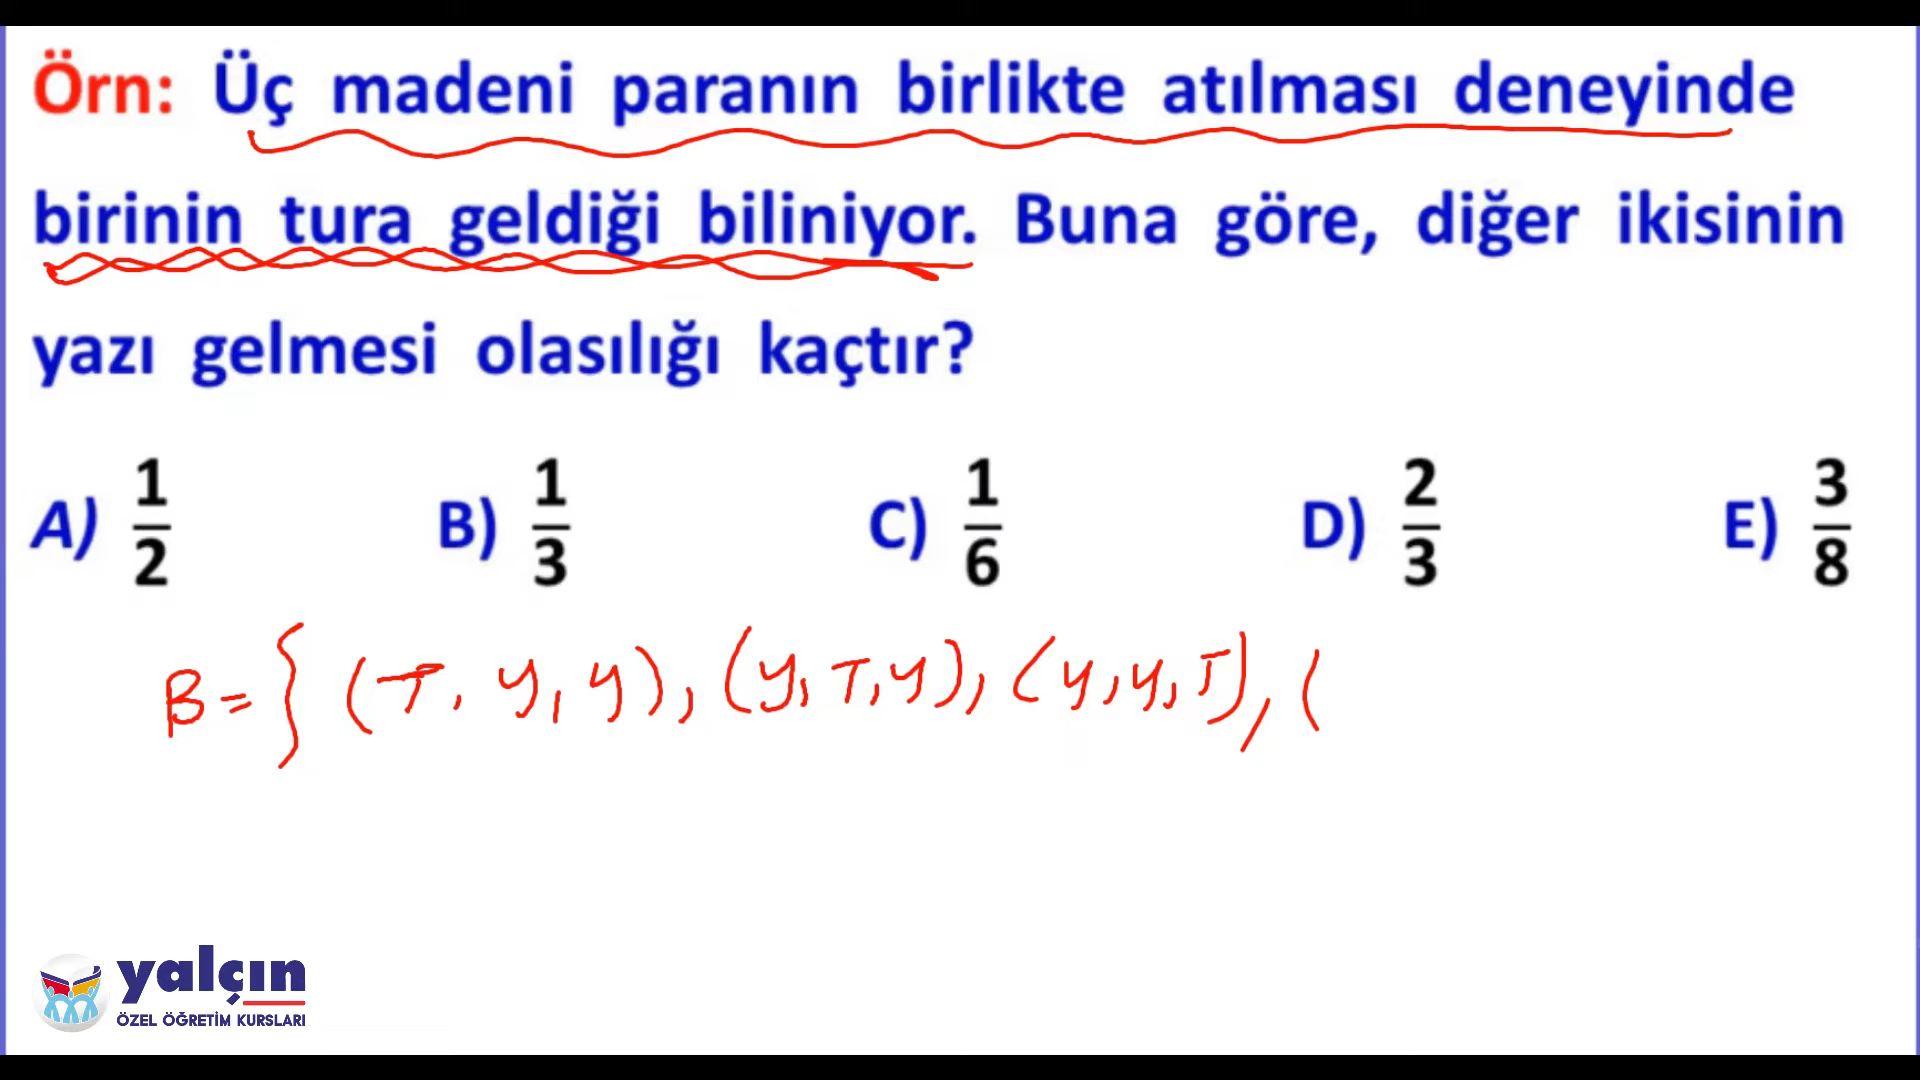 Örn: Üç madeni paranın birlikte atılması deneyinde
birinin tura geldiği biliniyor. Buna göre, diğer ikisinin
yazı gelmesi olasılığı kaçtır?
A) 1/2 B) 1/3 C) 1/6 D) 2/3 E) 3/8
B = { (T, y, y), (y, T, y), (y, y, T), (
yalçın
ÖZEL ÖĞRETİM KURSLARI